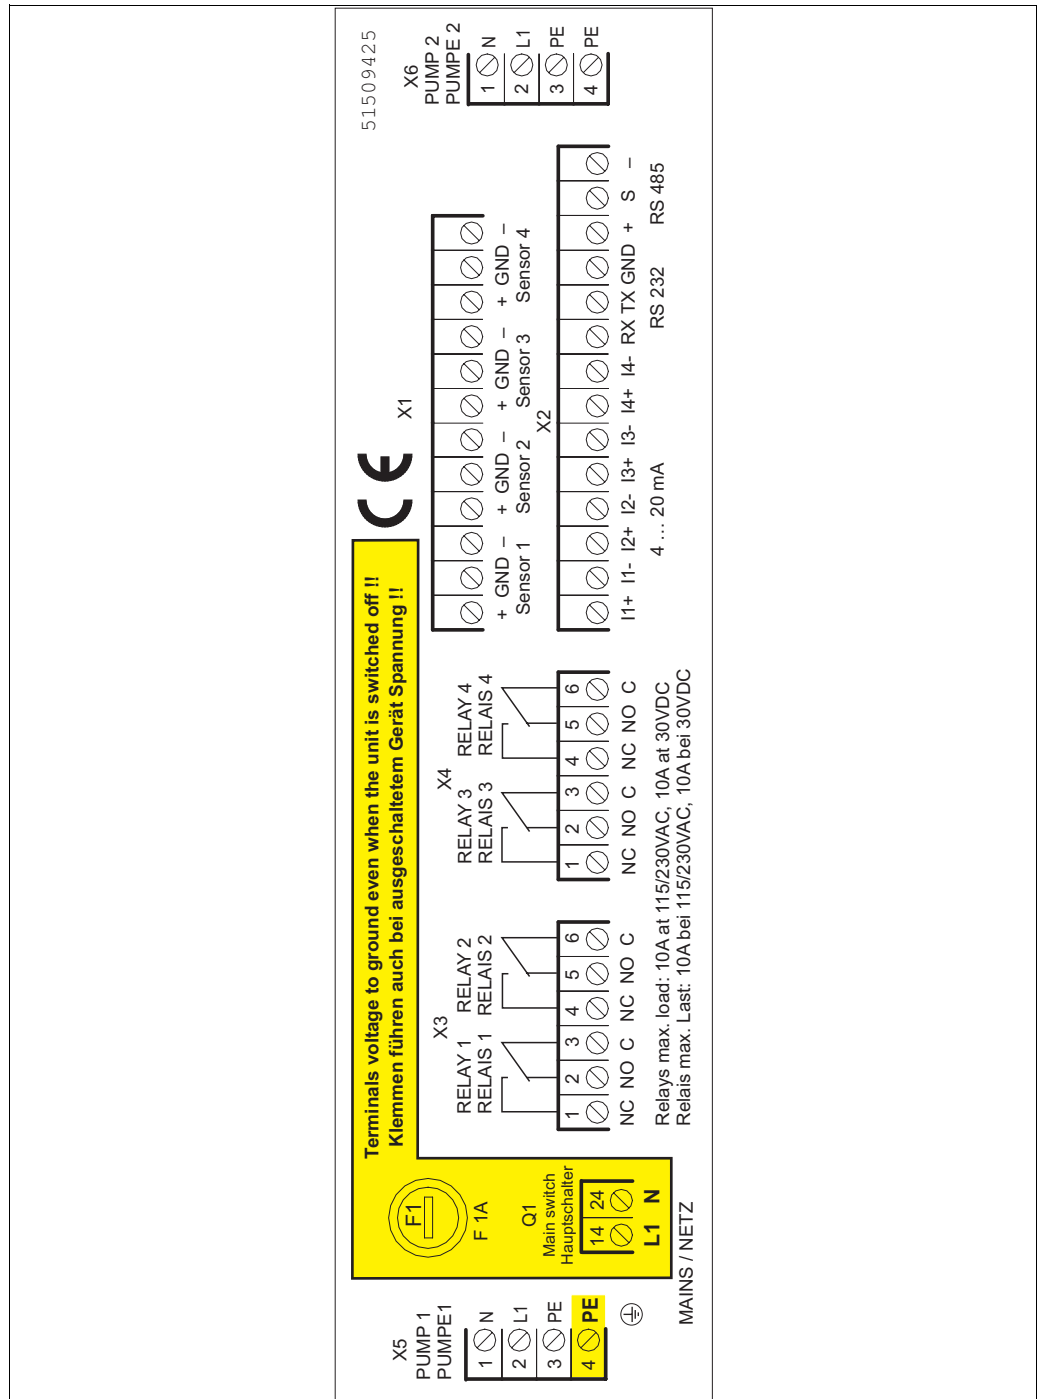 51509425
X6
PUMP 2
PUMPE 2
1 N
2 L1
3 PE
4 PE
X1
+ GND – + GND – + GND – + GND –
Sensor 1 Sensor 2 Sensor 3 Sensor 4
X2
I1+ I1- I2+ I2- I3+ I3- I4+ I4- RX TX GND + S –
4 ... 20 mA RS 232 RS 485
CE
Terminals voltage to ground even when the unit is switched off !!
Klemmen führen auch bei ausgeschaltetem Gerät Spannung !!
X4
RELAY 3 RELAY 4
RELAIS 3 RELAIS 4
1 2 3 4 5 6
NC NO C NC NO C
X3
RELAY 1 RELAY 2
RELAIS 1 RELAIS 2
1 2 3 4 5 6
NC NO C NC NO C
Relays max. load: 10A at 115/230VAC, 10A at 30VDC
Relais max. Last: 10A bei 115/230VAC, 10A bei 30VDC
F1
F 1A
Q1
Main switch
Hauptschalter
14 24
L1 N
MAINS / NETZ
X5
PUMP 1
PUMPE1
1 N
2 L1
3 PE
4 PE